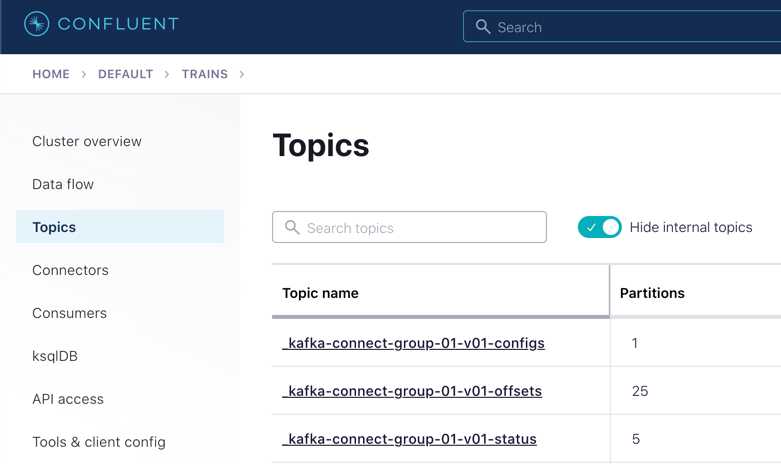 CONFLUENT
Search
HOME > DEFAULT > TRAINS >
Cluster overview
Data flow
Topics
Connectors
Consumers
ksqlDB
API access
Tools & client config
Topics
Search topics
Hide internal topics
Topic name Partitions
_kafka-connect-group-01-v01-configs 1
_kafka-connect-group-01-v01-offsets 25
_kafka-connect-group-01-v01-status 5